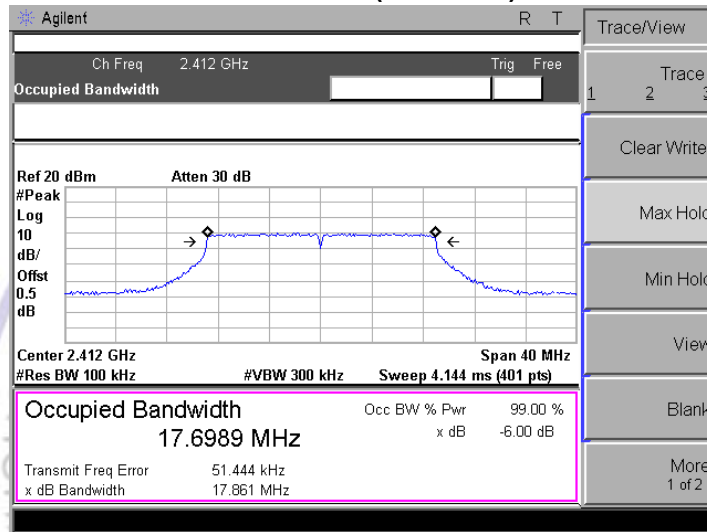 Agilent R T
Trace/View
Ch Freq 2.412 GHz Trig Free
Occupied Bandwidth
Trace
1 2 3
Clear Write
Max Hold
Min Hold
View
Blank
More
1 of 2
Ref 20 dBm Atten 30 dB
#Peak
Log
10
dB/
Offst
0.5
dB
Center 2.412 GHz Span 40 MHz
#Res BW 100 kHz #VBW 300 kHz Sweep 4.144 ms (401 pts)
Occupied Bandwidth Occ BW % Pwr 99.00 %
17.6989 MHz x dB -6.00 dB
Transmit Freq Error 51.444 kHz
x dB Bandwidth 17.861 MHz